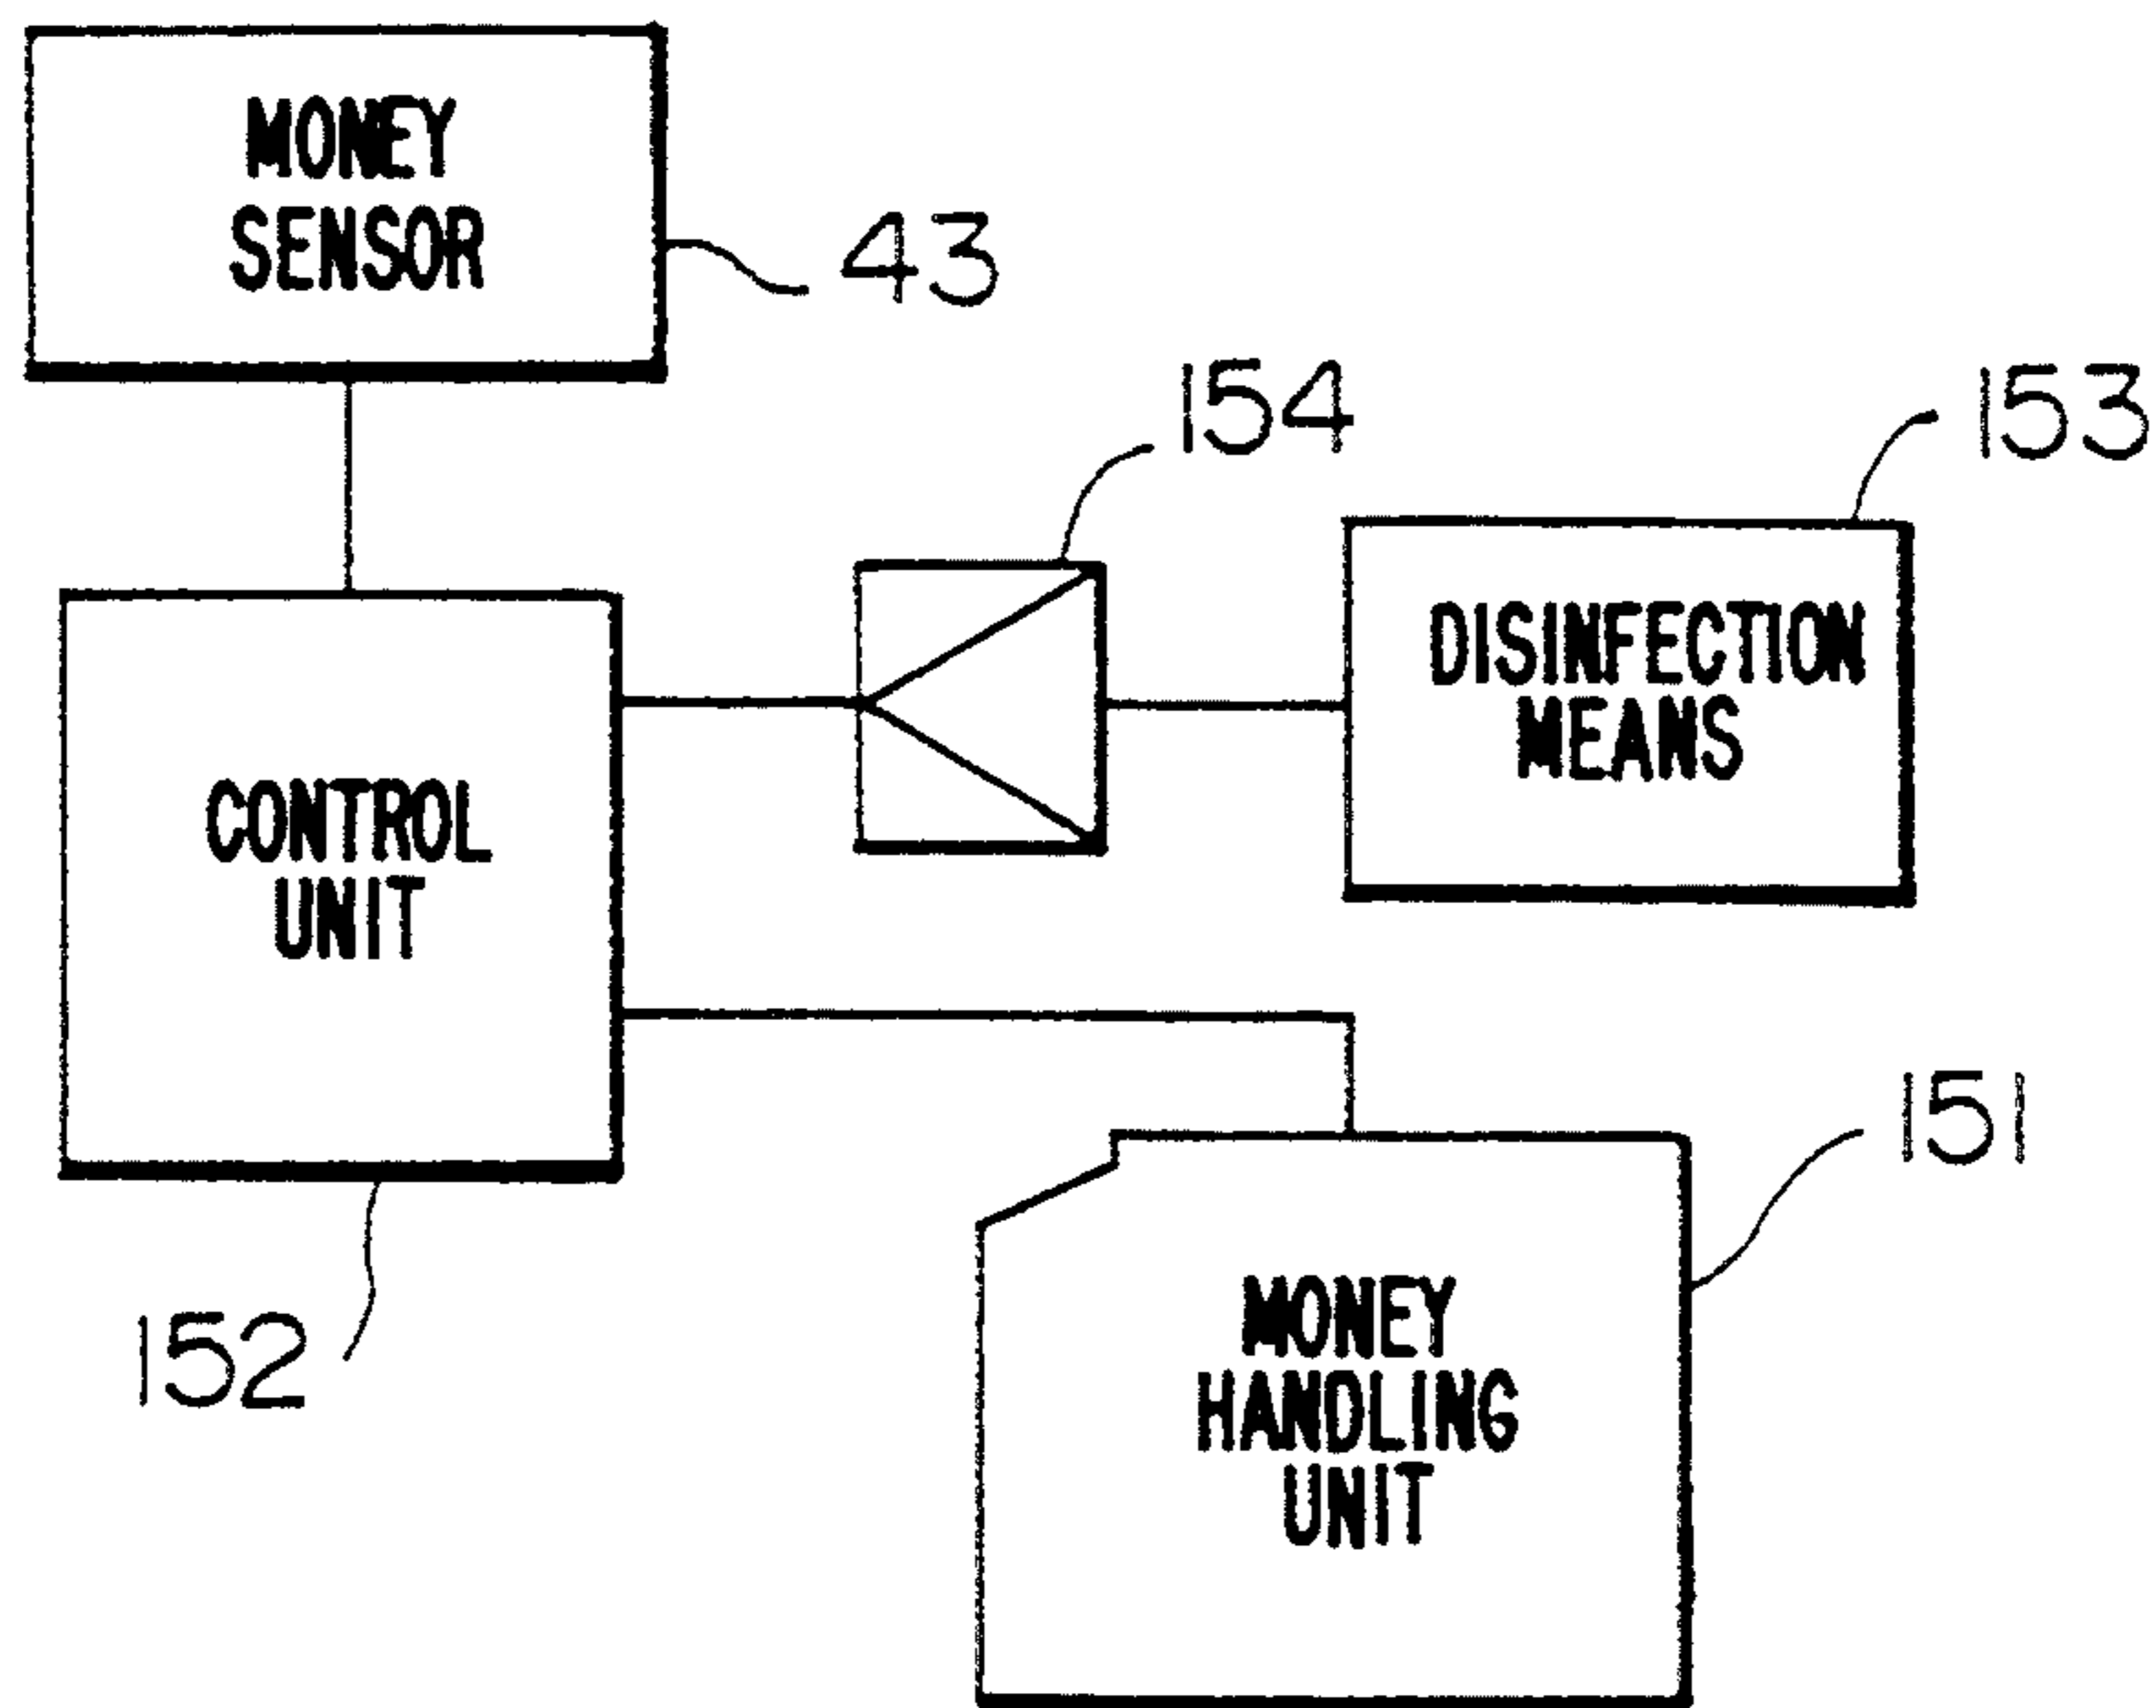 MONEY
SENSOR
43
154
153
DISINFECTION
MEANS
CONTROL
UNIT
151
152
MONEY
HANDLING
UNIT